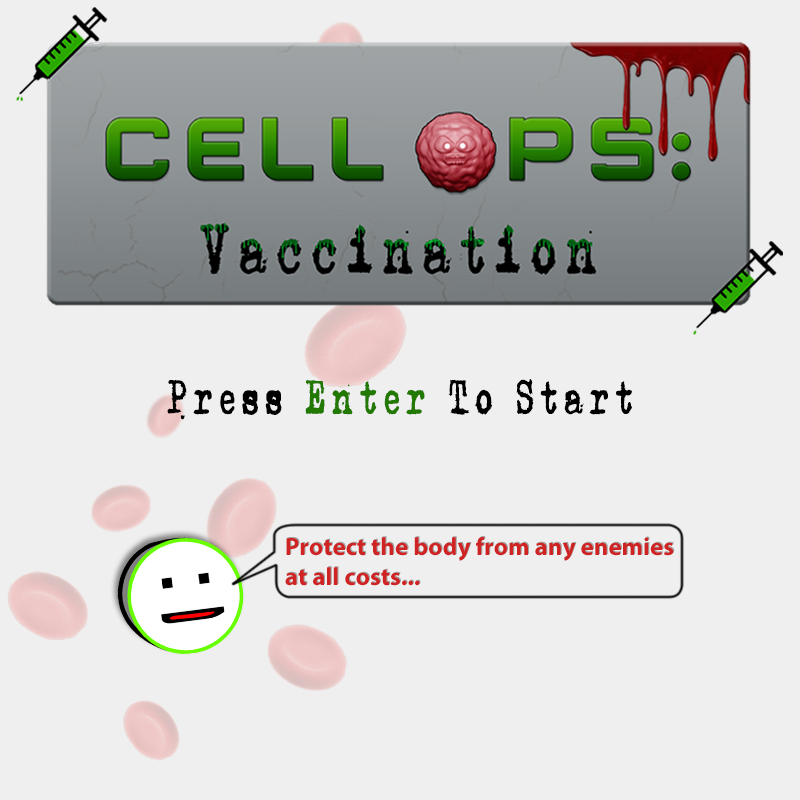 CELL OPS:
Vaccination
Press Enter To Start
Protect the body from any enemies
at all costs...